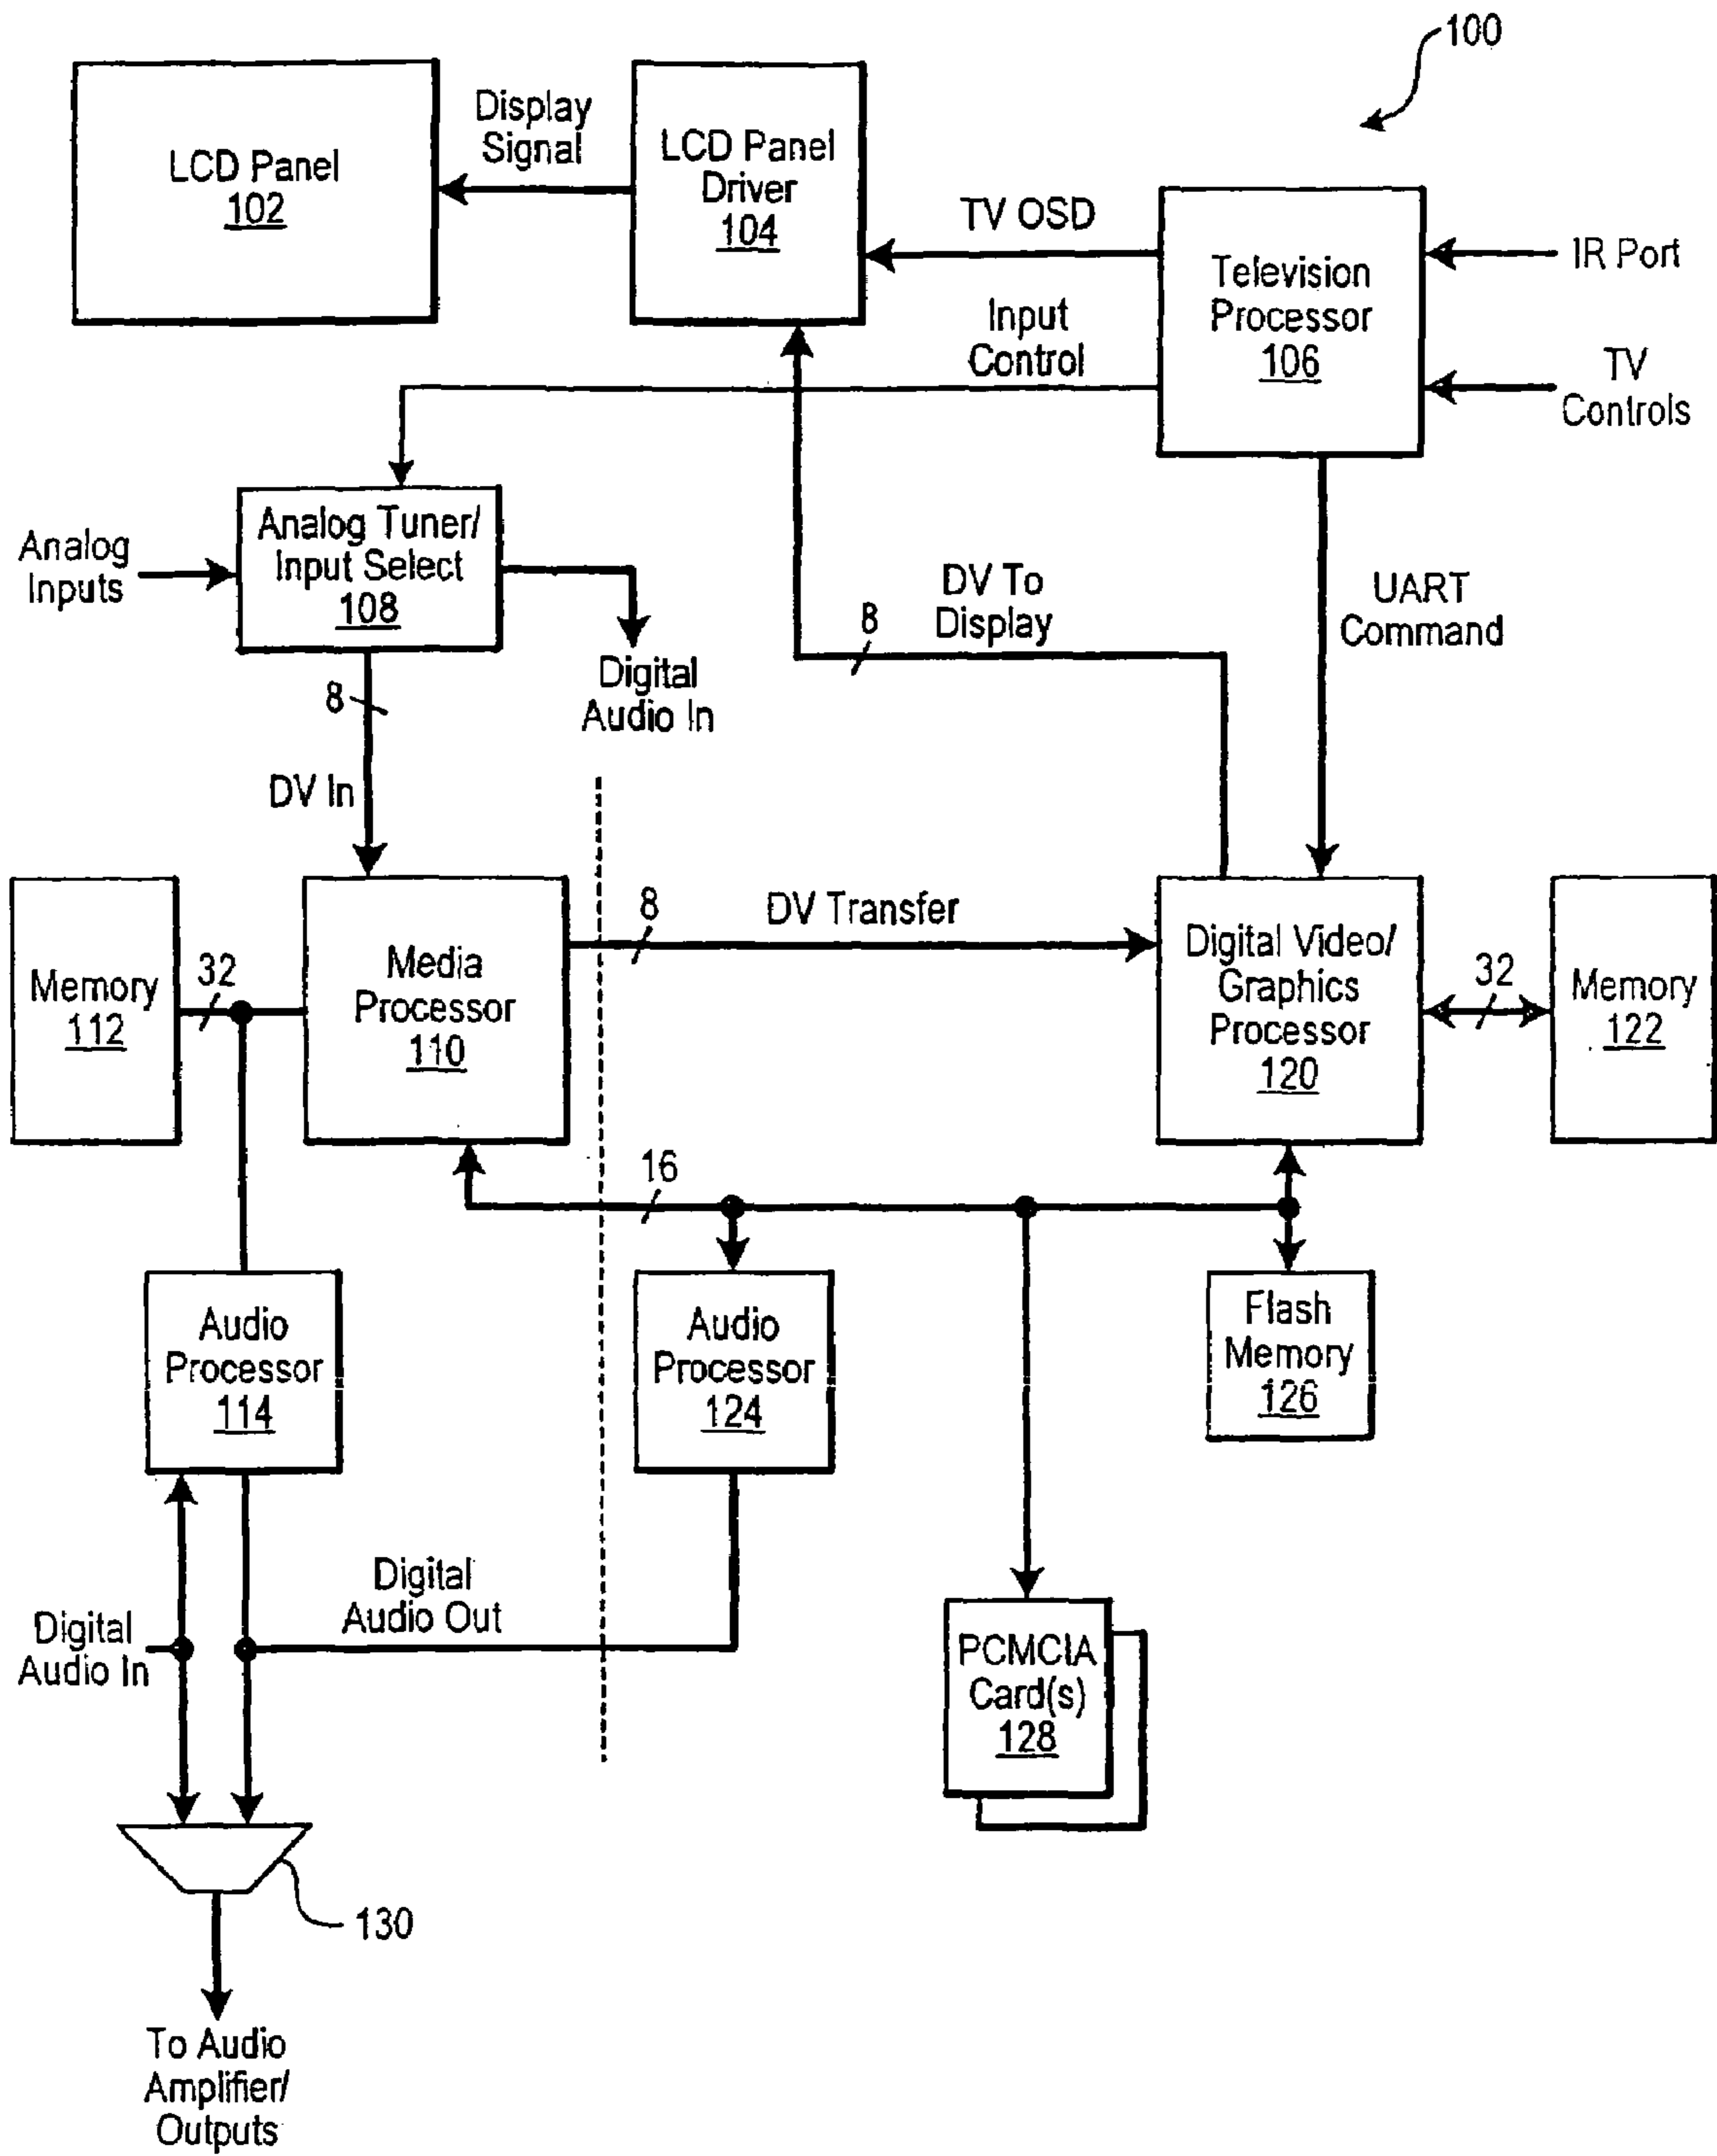 100
LCD Panel
102
Display
Signal
LCD Panel
Driver
104
TV OSD
Input
Control
Television
Processor
106
IR Port
TV
Controls
Analog
Inputs
Analog Tuner/
Input Select
108
8
DV In
Digital
Audio In
8
DV To
Display
UART
Command
Memory
112
32
Media
Processor
110
8
DV Transfer
Digital Video/
Graphics
Processor
120
32
Memory
122
16
Audio
Processor
114
Audio
Processor
124
Flash
Memory
126
Digital
Audio In
Digital
Audio Out
PCMCIA
Card(s)
128
130
To Audio
Amplifier/
Outputs